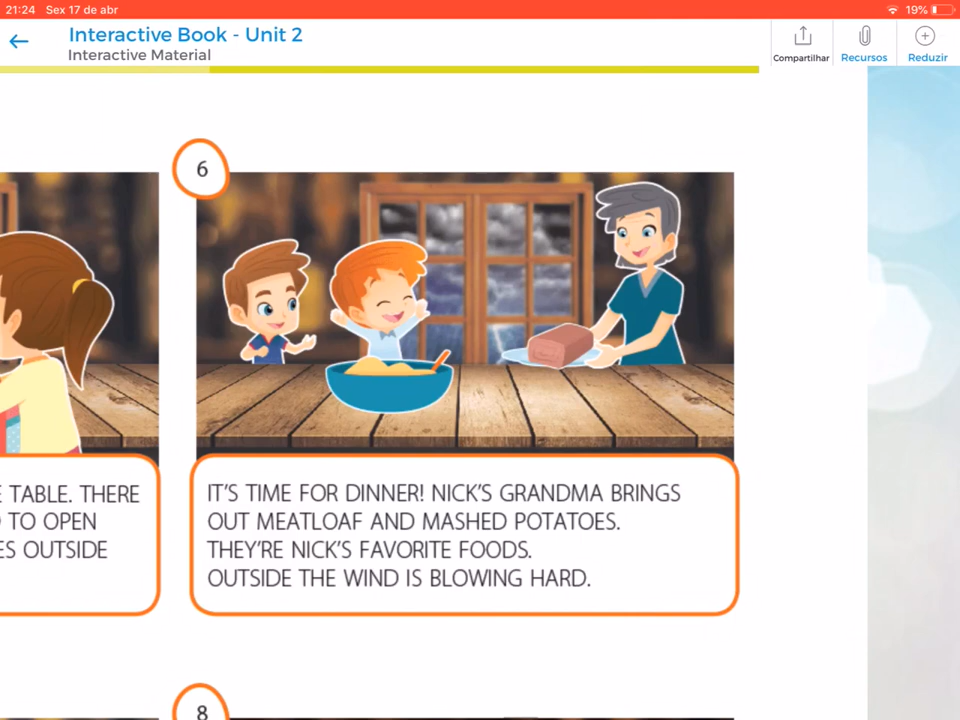 21:24 Sex 17 de abr
19%
Interactive Book - Unit 2
Interactive Material
Compartilhar
Recursos
Reduzir
6
E TABLE. THERE
TO OPEN
ES OUTSIDE
IT'S TIME FOR DINNER! NICK'S GRANDMA BRINGS
OUT MEATLOAF AND MASHED POTATOES.
THEY'RE NICK'S FAVORITE FOODS.
OUTSIDE THE WIND IS BLOWING HARD.
8